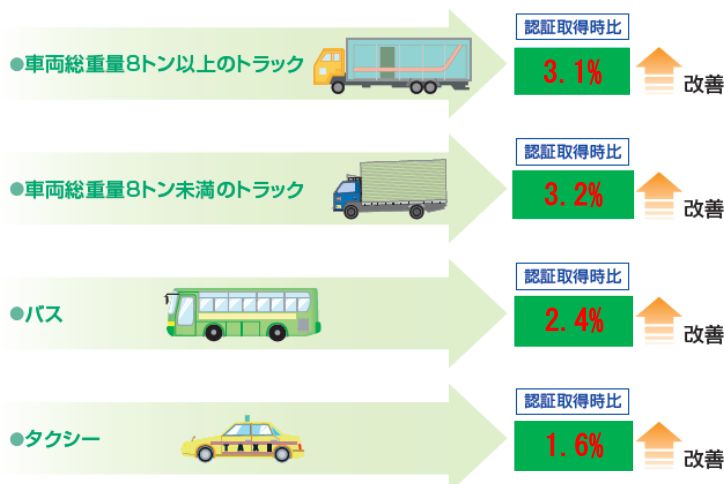 認証取得時比
●車両総重量8トン以上のトラック
3.1%
改善
認証取得時比
●車両総重量8トン未満のトラック
3.2%
改善
認証取得時比
●バス
2.4%
改善
認証取得時比
●タクシー
TAXI
1.6%
改善